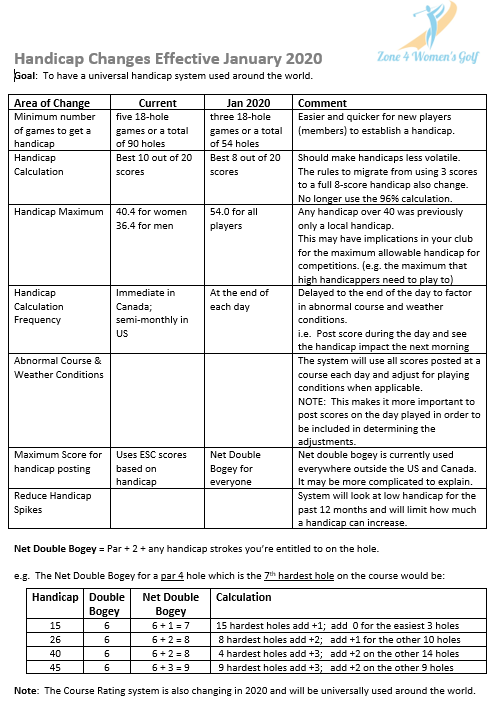 Zone 4 Women's Golf
Handicap Changes Effective January 2020
Goal: To have a universal handicap system used around the world.
Area of Change Current Jan 2020 Comment
Minimum number five 18-hole three 18-hole Easier and quicker for new players
of games to get a games or a total games or a total (members) to establish a handicap.
handicap of 90 holes of 54 holes
Handicap Best 10 out of 20 Best 8 out of 20 Should make handicaps less volatile.
Calculation scores scores The rules to migrate from using 3 scores
to a full 8-score handicap also change.
No longer use the 96% calculation.
Handicap Maximum 40.4 for women 54.0 for all Any handicap over 40 was previously
36.4 for men players only a local handicap.
This may have implications in your club
for the maximum allowable handicap for
competitions. (e.g. the maximum that
high handicappers need to play to)
Handicap Immediate in At the end of Delayed to the end of the day to factor
Calculation Canada; each day in abnormal course and weather
Frequency semi-monthly in conditions.
US i.e. Post score during the day and see
the handicap impact the next morning
Abnormal Course & The system will use all scores posted at a
Weather Conditions course each day and adjust for playing
conditions when applicable.
NOTE: This makes it more important to
post scores on the day played in order to
be included in determining the
adjustments.
Maximum Score for Uses ESC scores Net Double Net double bogey is currently used
handicap posting based on Bogey for everywhere outside the US and Canada.
handicap everyone It may be more complicated to explain.
Reduce Handicap System will look at low handicap for the
Spikes past 12 months and will limit how much
a handicap can increase.
Net Double Bogey = Par + 2 + any handicap strokes you're entitled to on the hole.
e.g. The Net Double Bogey for a par 4 hole which is the 7th hardest hole on the course would be:
Handicap Double Net Double Calculation
Bogey Bogey
15 6 6 + 1 = 7 15 hardest holes add +1; add 0 for the easiest 3 holes
26 6 6 + 2 = 8 8 hardest holes add +2; add +1 for the other 10 holes
40 6 6 + 2 = 8 4 hardest holes add +3; add +2 on the other 14 holes
45 6 6 + 3 = 9 9 hardest holes add +3; add +2 on the other 9 holes
Note: The Course Rating system is also changing in 2020 and will be universally used around the world.